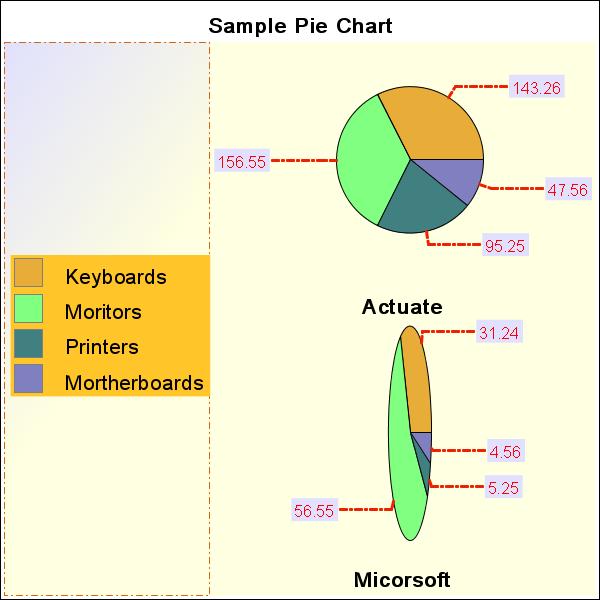 Sample Pie Chart
143.26
156.55
47.56
95.25
Keyboards
Moritors
Printers
Mortherboards
Actuate
31.24
4.56
5.25
56.55
Micorsoft